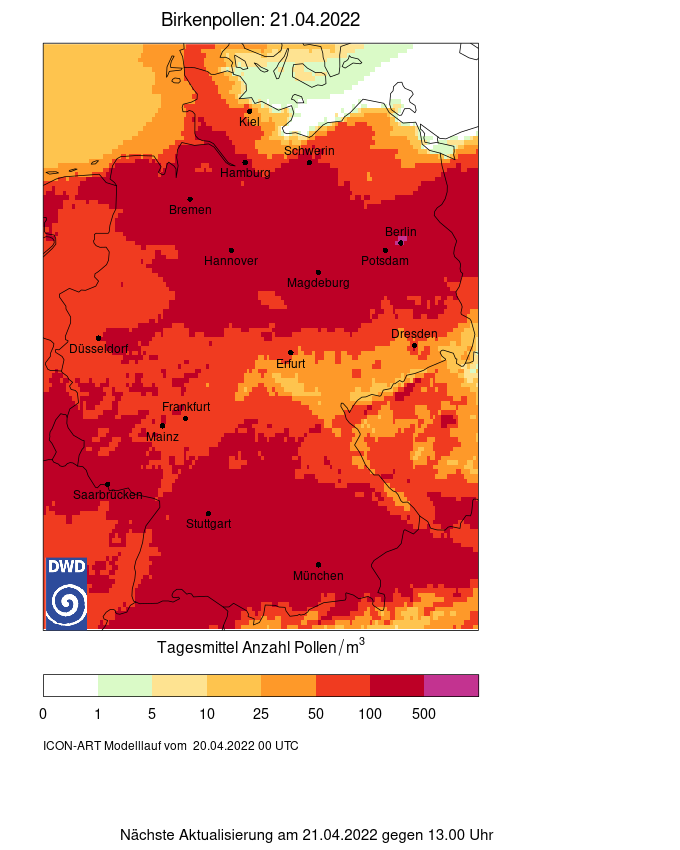 Birkenpollen: 21.04.2022
Kiel
Schwerin
Hamburg
Bremen
Berlin
Hannover
Potsdam
Magdeburg
Dresden
Düsseldorf
Erfurt
Frankfurt
Mainz
Saarbrücken
Stuttgart
DWD
München
Tagesmittel Anzahl Pollen/m³
0 1 5 10 25 50 100 500
ICON-ART Modelllauf vom 20.04.2022 00 UTC
Nächste Aktualisierung am 21.04.2022 gegen 13.00 Uhr